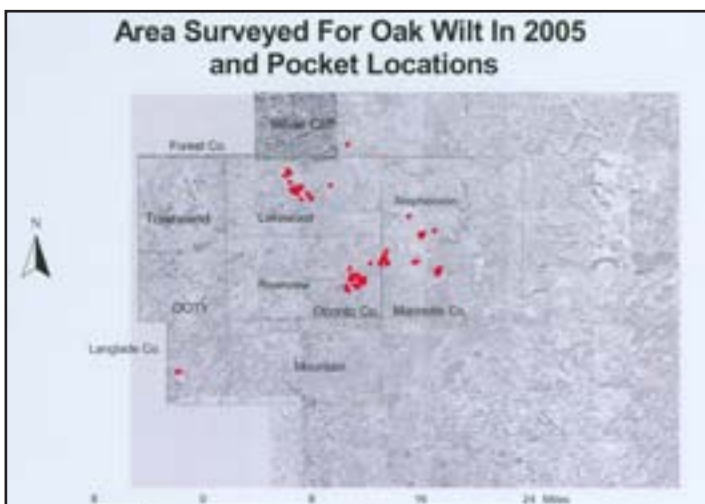 Area Surveyed For Oak Wilt In 2005
and Pocket Locations
Forest Co.
Stephenson
Townsend
Lakewood
N
Riverview
DOTY
Oconto Co.
Marinette Co.
Langlade Co.
Mountain
8 0 8 16 24 Miles